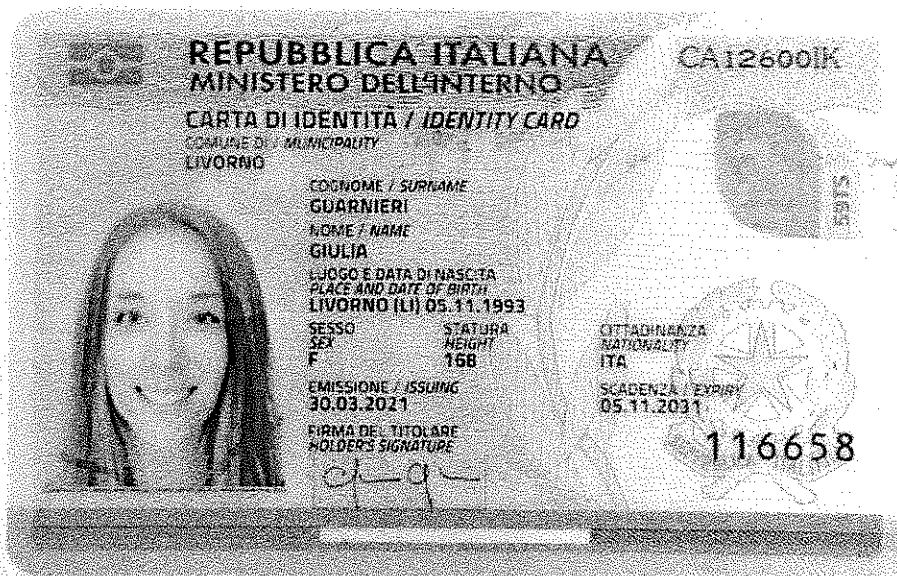 REPUBBLICA ITALIANA
MINISTERO DELL'INTERNO
CA12600IK
CARTA DI IDENTITÀ / IDENTITY CARD
COMUNE DI / MUNICIPALITY
LIVORNO
COGNOME / SURNAME
GUARNIERI
NOME / NAME
GIULIA
LUOGO E DATA DI NASCITA
PLACE AND DATE OF BIRTH
LIVORNO (LI) 05.11.1993
SESSO STATURA CITTADINANZA
SEX HEIGHT NATIONALITY
F 168 ITA
EMISSIONE / ISSUING SCADENZA / EXPIRY
30.03.2021 05.11.2031
FIRMA DEL TITOLARE
HOLDER'S SIGNATURE
116658